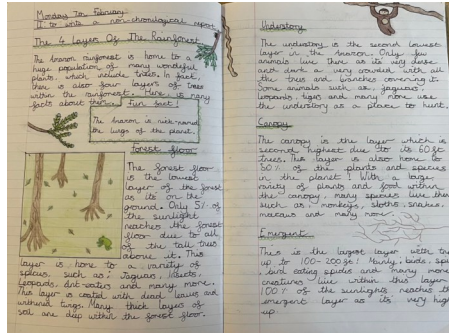 Monday 7th February
LI to write a non-chronological report
The 4 Layers Of The Rainforest
The Amazon rainforest is home to a
huge population of many wonderful
plants, which include trees. In fact,
there is also four layers of trees
within the rainforest. Here is many
facts about them.
Fun fact!
The Amazon is nick-named
the lungs of the planet.
Forest floor
The forest floor
is the lowest
layer of the forest
as its on the
ground. Only 5% of
the sunlight
reaches the forest
floor due to all
of the tall trees
above it. This
layer is home to a variety of
species such as: Jaguars, Insects,
Leopards, Ant-eaters and many more.
This layer is coated with dead leaves and
withered twigs. Many thick layers of
soil are deep within the forest floor.
Understory
The understory is the second lowest
layer in the Amazon. Only few
animals live there as its very dense
and dark or very crowded with all
the trees and branches covering it.
Some animals such as: jaguars,
leopards, tigers and many more use
the understory as a place to hunt.
Canopy
The canopy is the layer which is
second highest due to its 60ft
trees. This layer is also home to
50% of the plants and species
in the planet! With a large
variety of plants and food within
the canopy, many species live there
such as: monkeys, sloths, snakes,
macaws and many more.
Emergent
This is the largest layer with
up to 100-200ft! Mainly, birds,
bird eating spiders and many more
creatures live within this layer.
100% of the sunlight reaches the
emergent layer as its very high
up